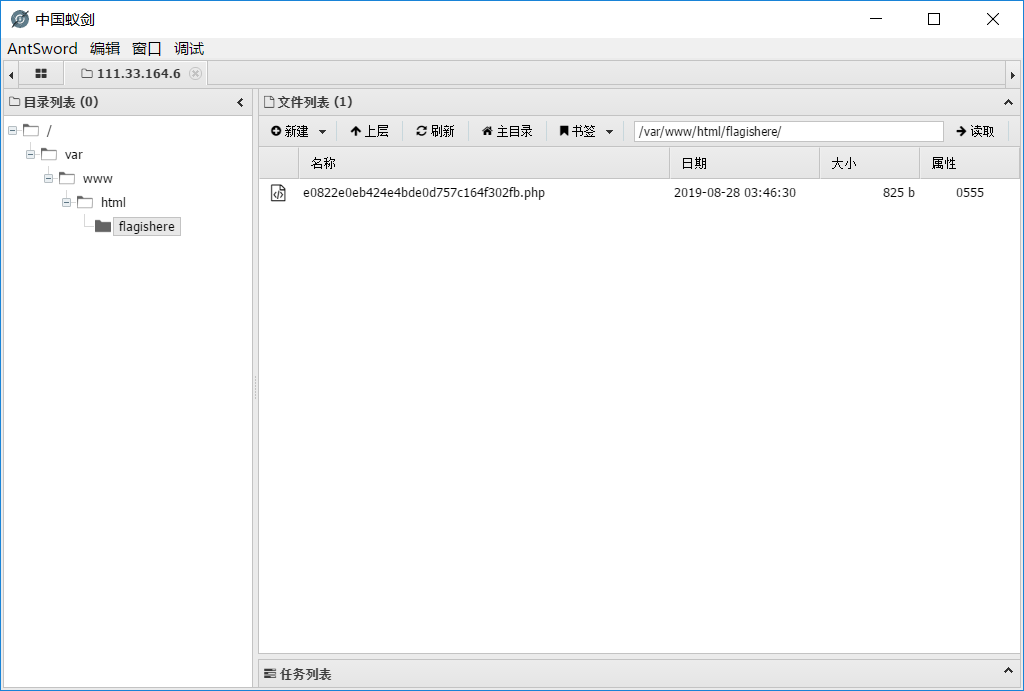 中国蚁剑
AntSword 编辑 窗口 调试
111.33.164.6
目录列表 (0)
/
var
www
html
flagishere
文件列表 (1)
新建 上层 刷新 主目录 书签 /var/www/html/flagishere/ 读取
名称 日期 大小 属性
e0822e0eb424e4bde0d757c164f302fb.php 2019-08-28 03:46:30 825 b 0555
任务列表